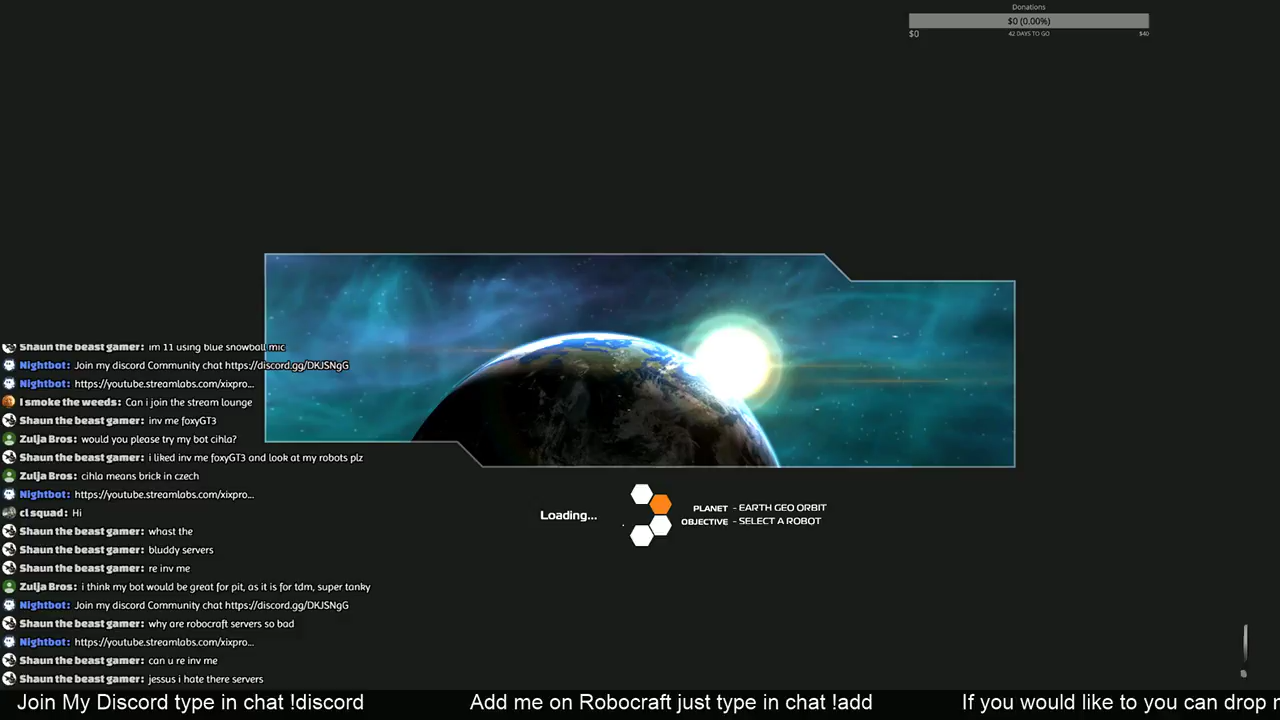 Donations
$0 (0.00%)
$0 42 DAYS TO GO $40
Shaun the beast gamer: im 11 using blue snowball mic
Nightbot: Join my discord Community chat https://discord.gg/DKJSNgG
Nightbot: https://youtube.streamlabs.com/xixpro...
I smoke the weeds: Can i join the stream lounge
Shaun the beast gamer: inv me foxyGT3
Zulja Bros: would you please try my bot cihla?
Shaun the beast gamer: i liked inv me foxyGT3 and look at my robots plz
Zulja Bros: cihla means brick in czech
Nightbot: https://youtube.streamlabs.com/xixpro...
cl squad: Hi
Shaun the beast gamer: whast the
Shaun the beast gamer: bluddy servers
Shaun the beast gamer: re inv me
Zulja Bros: i think my bot would be great for pit, as it is for tdm, super tanky
Nightbot: Join my discord Community chat https://discord.gg/DKJSNgG
Shaun the beast gamer: why are robocraft servers so bad
Nightbot: https://youtube.streamlabs.com/xixpro...
Shaun the beast gamer: can u re inv me
Shaun the beast gamer: jessus i hate there servers
Loading...
PLANET - EARTH GEO ORBIT
OBJECTIVE - SELECT A ROBOT
Join My Discord type in chat !discord Add me on Robocraft just type in chat !add If you would like to you can drop